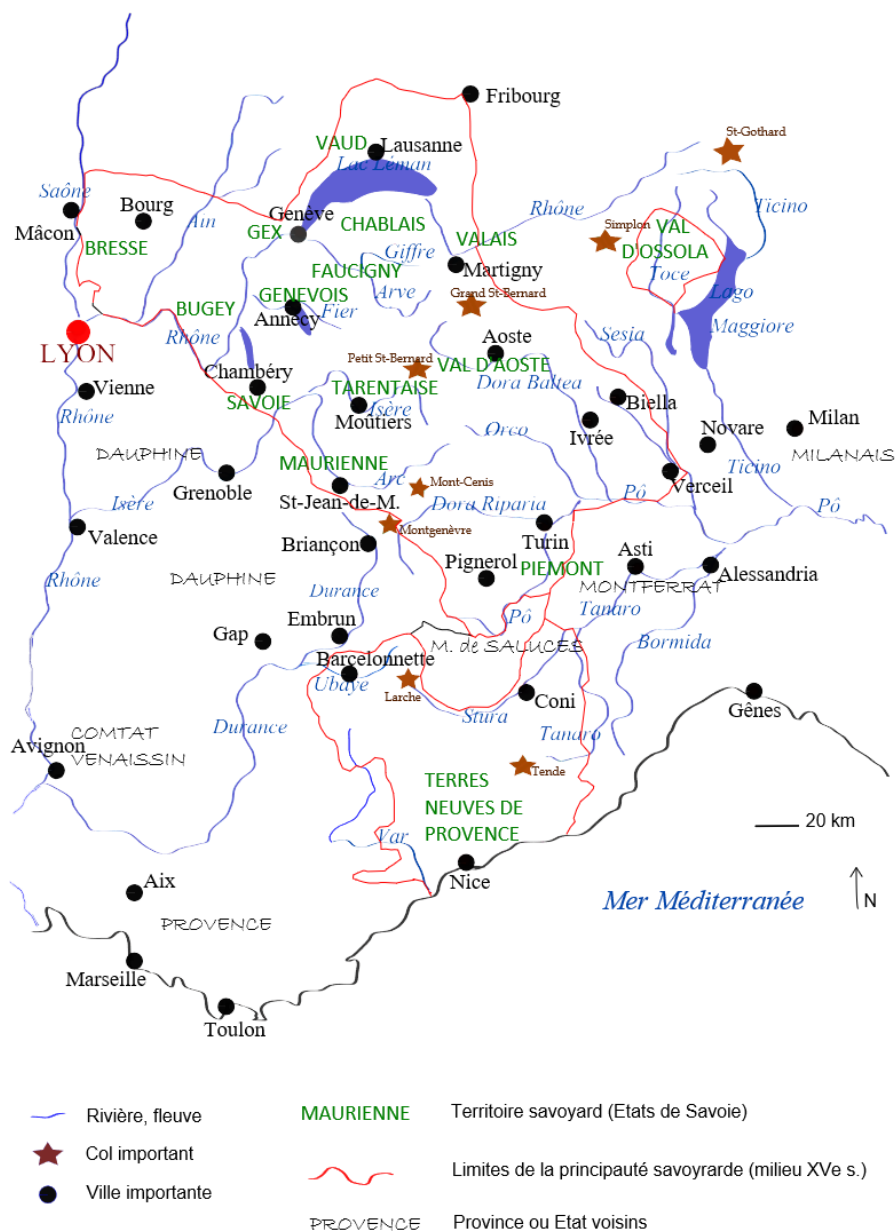 Fribourg
St-Gothard
VAUD
Lausanne
Lac Léman
Saône
Bourg
Ain
Genève
Rhône
Ticino
Mâcon
GEX
CHABLAIS
Simplon
VAL
D'OSSOLA
BRESSE
Giffre
VALAIS
Martigny
Toce
FAUCIGNY
BUGEY
GENEVOIS
Arve
Grand St-Bernard
Lago
Maggiore
Annecy
Fier
LYON
Rhône
Aoste
Sesia
Petit St-Bernard
VAL D'AOSTE
Chambéry
Dora Baltea
Vienne
TARENTAISE
Biella
SAVOIE
Isère
Rhône
Moûtiers
Ivrée
Novare
Milan
DAUPHINE
Orco
MILANAIS
MAURIENNE
Arc
Ticino
Grenoble
Mont-Cenis
Verceil
Isère
St-Jean-de-M.
Dora Riparia
Pô
Pô
Valence
Montgenèvre
Turin
Briançon
Asti
Rhône
DAUPHINE
Pignerol
PIEMONT
Alessandria
Durance
MONTFERRAT
Embrun
Pô
Tanaro
Gap
M. de SALUCES
Bormida
Barcelonnette
Ubaye
Larche
Stura
Coni
Gênes
Durance
COMTAT
VENAISSIN
Avignon
Tanaro
Tende
TERRES
NEUVES DE
PROVENCE
20 km
Var
Nice
Aix
Mer Méditerranée
N
PROVENCE
Marseille
Toulon
Rivière, fleuve
MAURIENNE
Territoire savoyard (Etats de Savoie)
Col important
Limites de la principauté savoyrarde (milieu XVe s.)
Ville importante
PROVENCE
Province ou Etat voisins